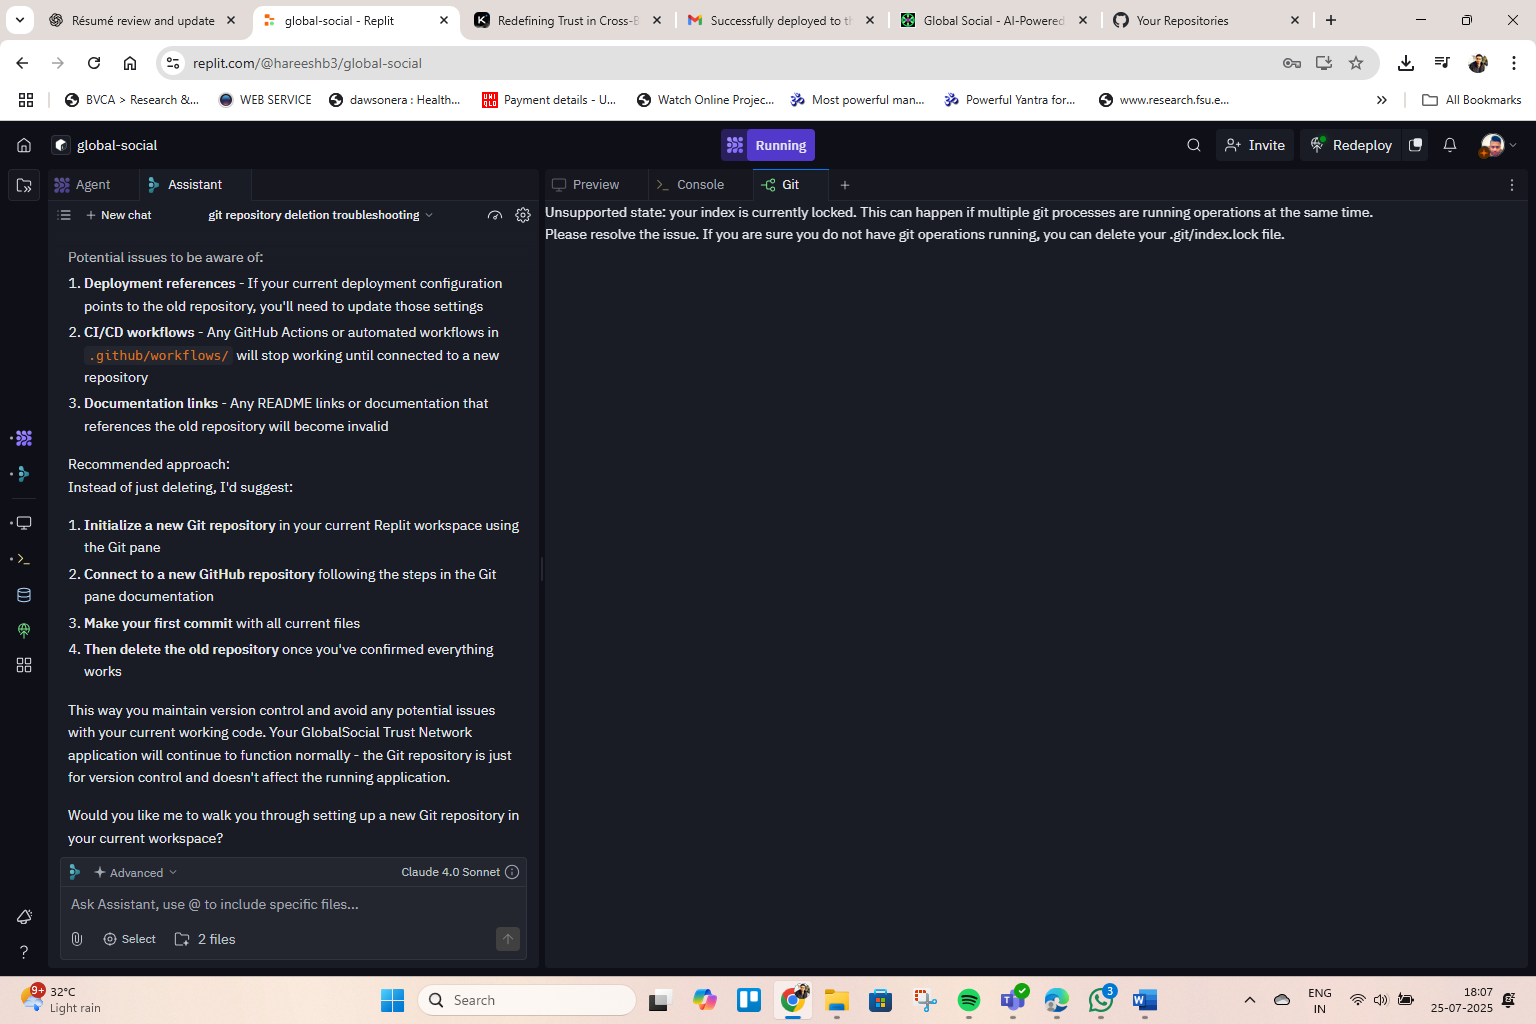 Résumé review and update
global-social - Replit
Redefining Trust in Cross-B
Successfully deployed to th
Global Social - AI-Powered
Your Repositories
replit.com/@hareeshb3/global-social
BVCA > Research &...
WEB SERVICE
dawsonera : Health...
UNI QLO
Payment details - U...
Watch Online Projec...
Most powerful man...
Powerful Yantra for...
www.research.fsu.e...
All Bookmarks
global-social
Running
Invite
Redeploy
Agent
Assistant
Preview
Console
Git
New chat
git repository deletion troubleshooting
Unsupported state: your index is currently locked. This can happen if multiple git processes are running operations at the same time.
Please resolve the issue. If you are sure you do not have git operations running, you can delete your .git/index.lock file.
Potential issues to be aware of:
1. Deployment references - If your current deployment configuration
points to the old repository, you'll need to update those settings
2. CI/CD workflows - Any GitHub Actions or automated workflows in
.github/workflows/ will stop working until connected to a new
repository
3. Documentation links - Any README links or documentation that
references the old repository will become invalid
Recommended approach:
Instead of just deleting, I'd suggest:
1. Initialize a new Git repository in your current Replit workspace using
the Git pane
2. Connect to a new GitHub repository following the steps in the Git
pane documentation
3. Make your first commit with all current files
4. Then delete the old repository once you've confirmed everything
works
This way you maintain version control and avoid any potential issues
with your current working code. Your GlobalSocial Trust Network
application will continue to function normally - the Git repository is just
for version control and doesn't affect the running application.
Would you like me to walk you through setting up a new Git repository in
your current workspace?
Advanced
Claude 4.0 Sonnet
Ask Assistant, use @ to include specific files...
Select
2 files
9+
32°C
Light rain
Search
3
ENG
IN
18:07
25-07-2025